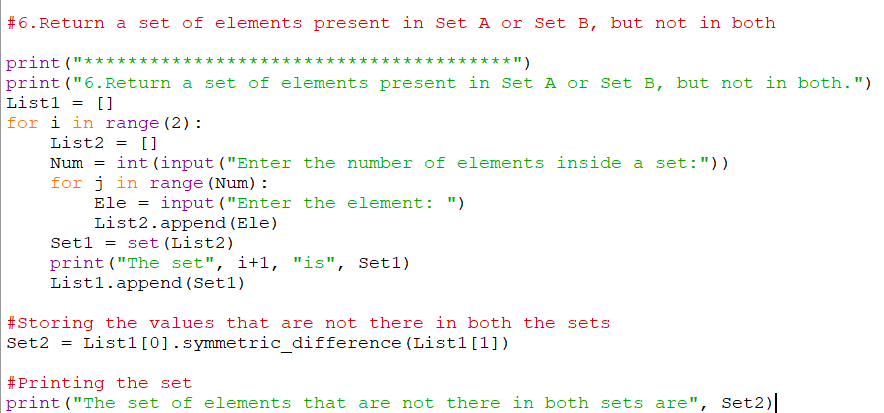 #6.Return a set of elements present in Set A or Set B, but not in both
print("***************************************")
print("6.Return a set of elements present in Set A or Set B, but not in both.")
List1 = []
for i in range(2):
    List2 = []
    Num = int(input("Enter the number of elements inside a set:"))
    for j in range(Num):
        Ele = input("Enter the element: ")
        List2.append(Ele)
    Set1 = set(List2)
    print("The set", i+1, "is", Set1)
    List1.append(Set1)
#Storing the values that are not there in both the sets
Set2 = List1[0].symmetric_difference(List1[1])
#Printing the set
print("The set of elements that are not there in both sets are", Set2)